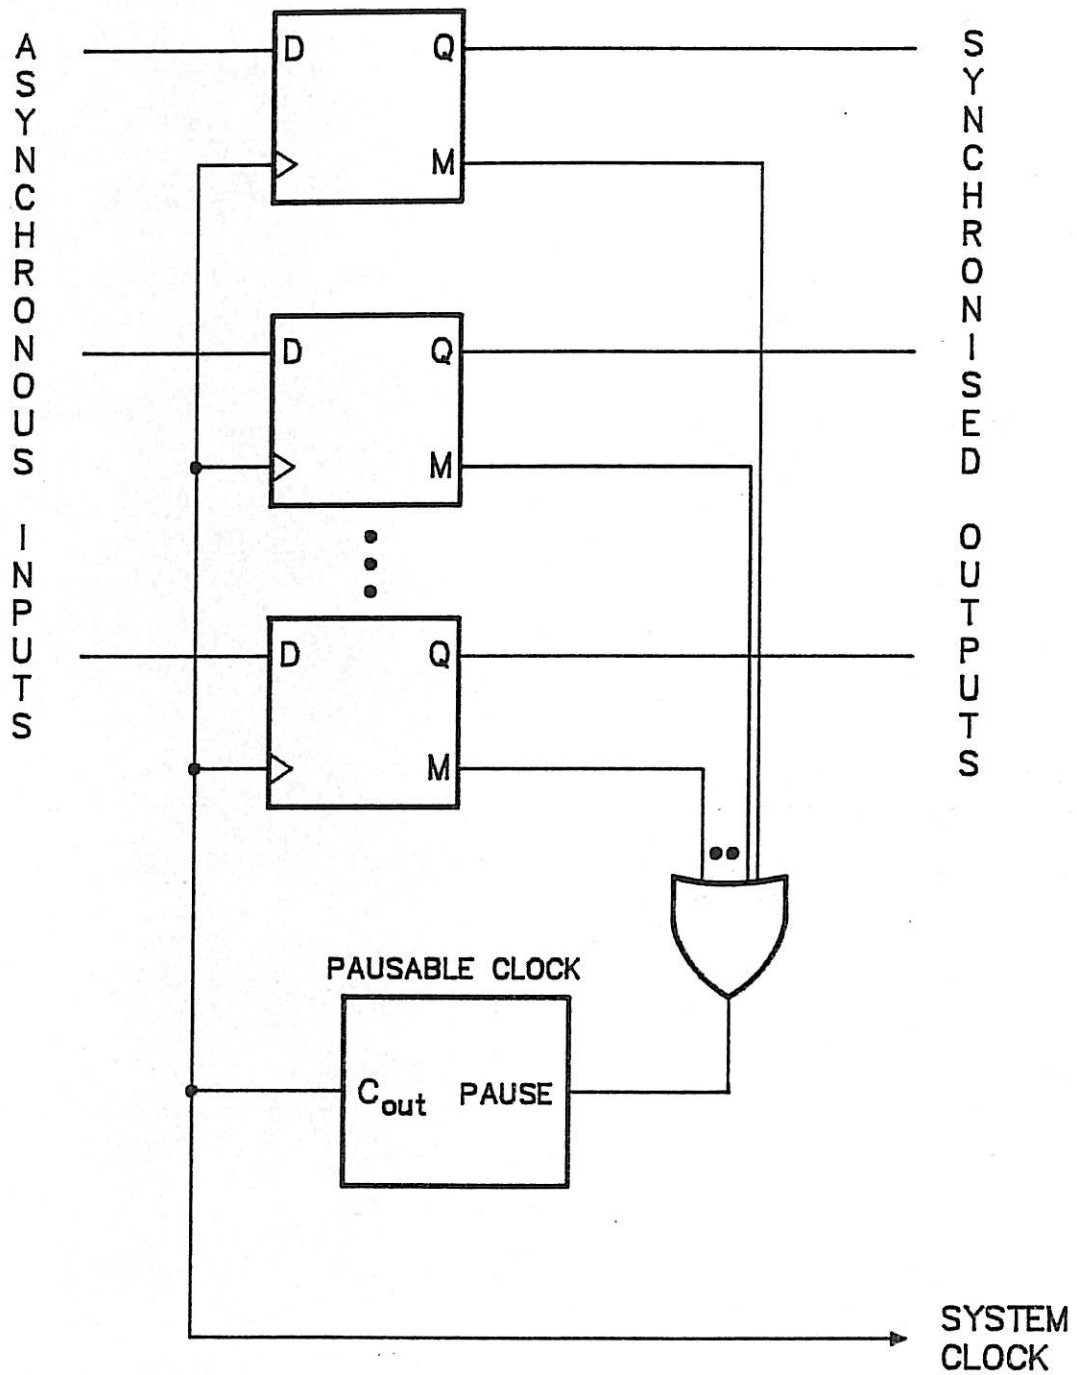 ASYNCHRONOUS INPUTS
D Q
M
D Q
M
D Q
M
SYNCHRONISED OUTPUTS
PAUSABLE CLOCK
Cout PAUSE
SYSTEM
CLOCK